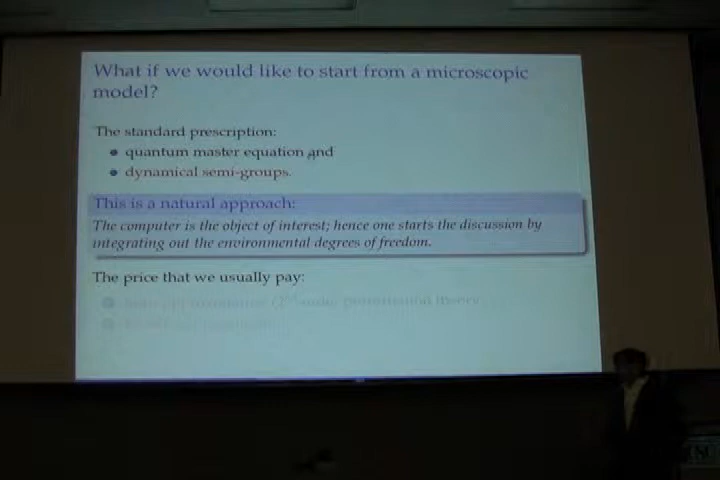 What if we would like to start from a microscopic
model?
The standard prescription:
quantum master equation and
dynamical semi-groups.
This is a natural approach:
The computer is the object of interest; hence one starts the discussion by
integrating out the environmental degrees of freedom.
The price that we usually pay: